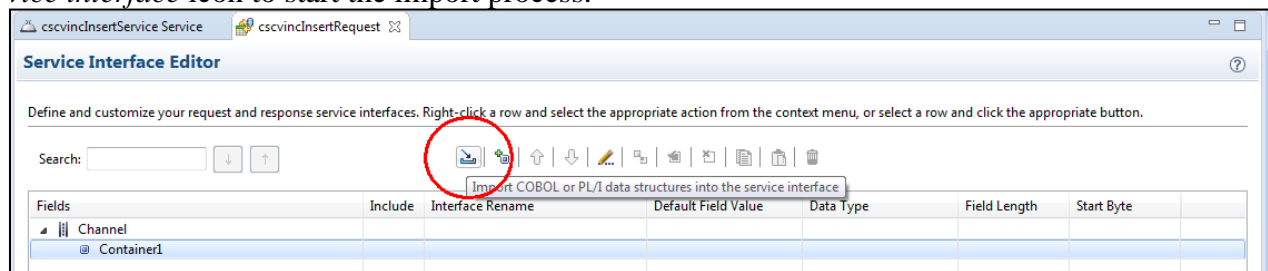 vice interface icon to start the import process.
cscvincInsertService Service cscvincInsertRequest
Service Interface Editor
Define and customize your request and response service interfaces. Right-click a row and select the appropriate action from the context menu, or select a row and click the appropriate button.
Search:
Import COBOL or PL/I data structures into the service interface
Fields Include Interface Rename Default Field Value Data Type Field Length Start Byte
Channel
Container1